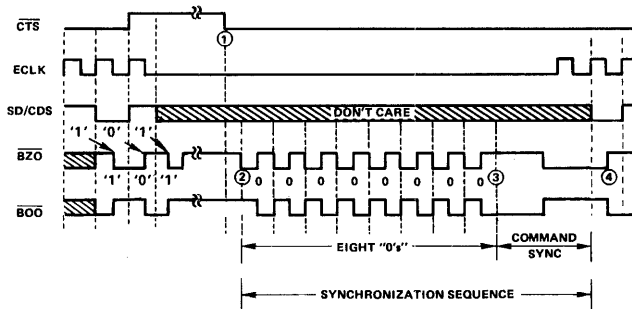 CTS
①
ECLK
SD/CDS
DON'T CARE
'1' '0' '1'
BZO
'1' '0' '1'
② 0 0 0 0 0 0 0 0 ③ ④
BOO
EIGHT "0's"
COMMAND
SYNC
SYNCHRONIZATION SEQUENCE